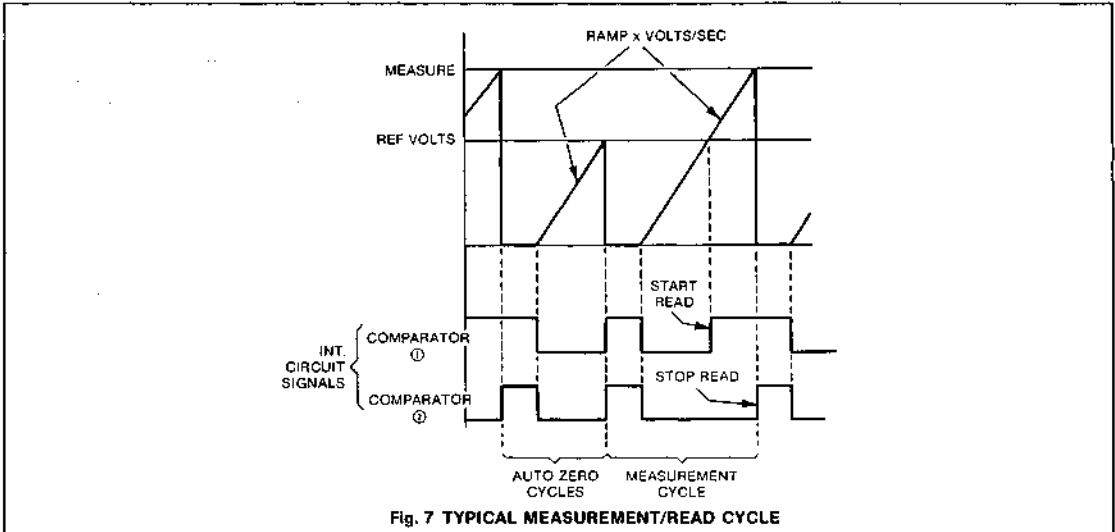 RAMP x VOLTS/SEC
MEASURE
REF VOLTS
START
READ
INT.
CIRCUIT
SIGNALS
COMPARATOR
①
STOP READ
COMPARATOR
②
AUTO ZERO
CYCLES
MEASUREMENT
CYCLE
Fig. 7 TYPICAL MEASUREMENT/READ CYCLE